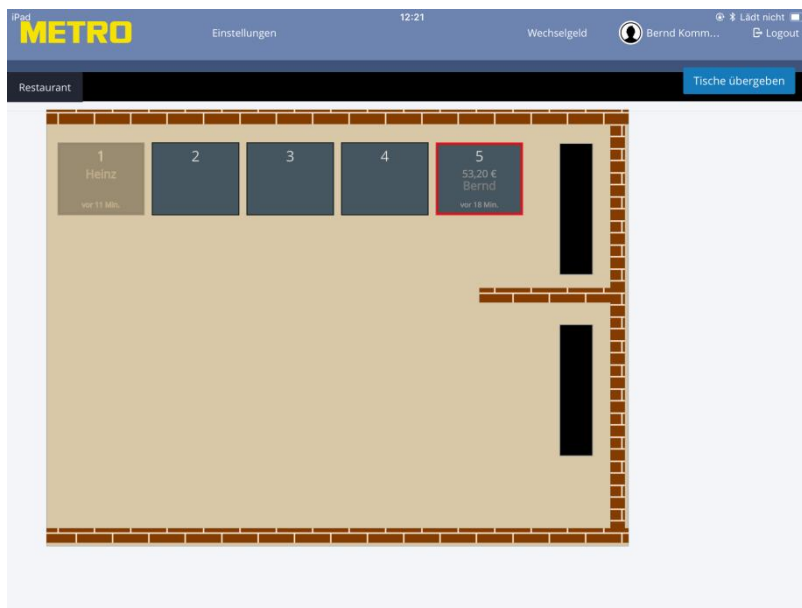 iPad 12:21 Lädt nicht
METRO Einstellungen Wechselgeld Bernd Komm... Logout
Restaurant Tische übergeben
1 2 3 4 5
Heinz 53,20 €
Bernd
vor 11 Min. vor 18 Min.